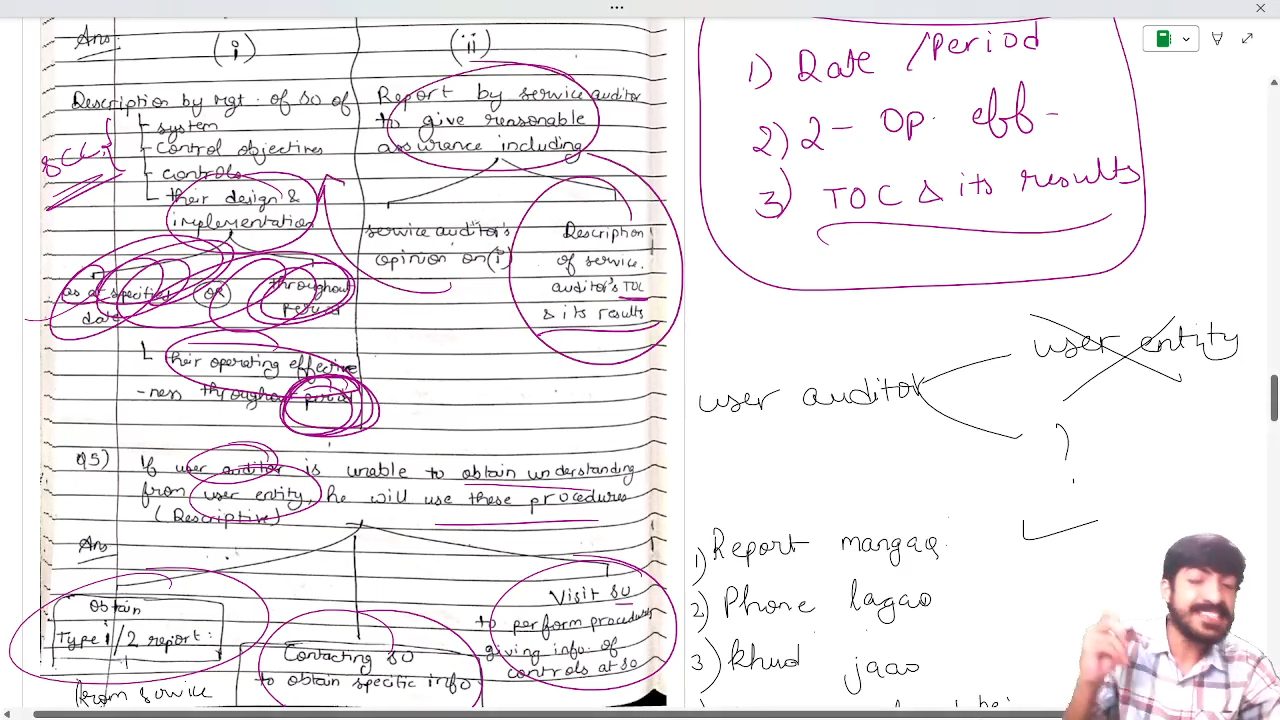 Ans
(i)
Description by mgt. of SO of
system
Control objectives
controls
their design &
implementation
as at specified
date
OR
throughout
period
their operating effective
-ness throughout period
(ii)
Report by service auditor
to give reasonable
assurance including
service auditor's
opinion on (i)
Description
of service
auditor's TOC
& its results
Q5) If user auditor is unable to obtain understanding
from user entity, he will use these procedures
(Descriptive)
Ans
Obtain
Type 1/2 report:
from service
Contacting SO
to obtain specific info
Visit SO
to perform procedures
giving info. of
controls at SO
1) Date / Period
2) 2 - Op. eff -
3) TOC & its results
user auditor
user entity
?
1) Report mangao
2) Phone lagao
3) khud jaao